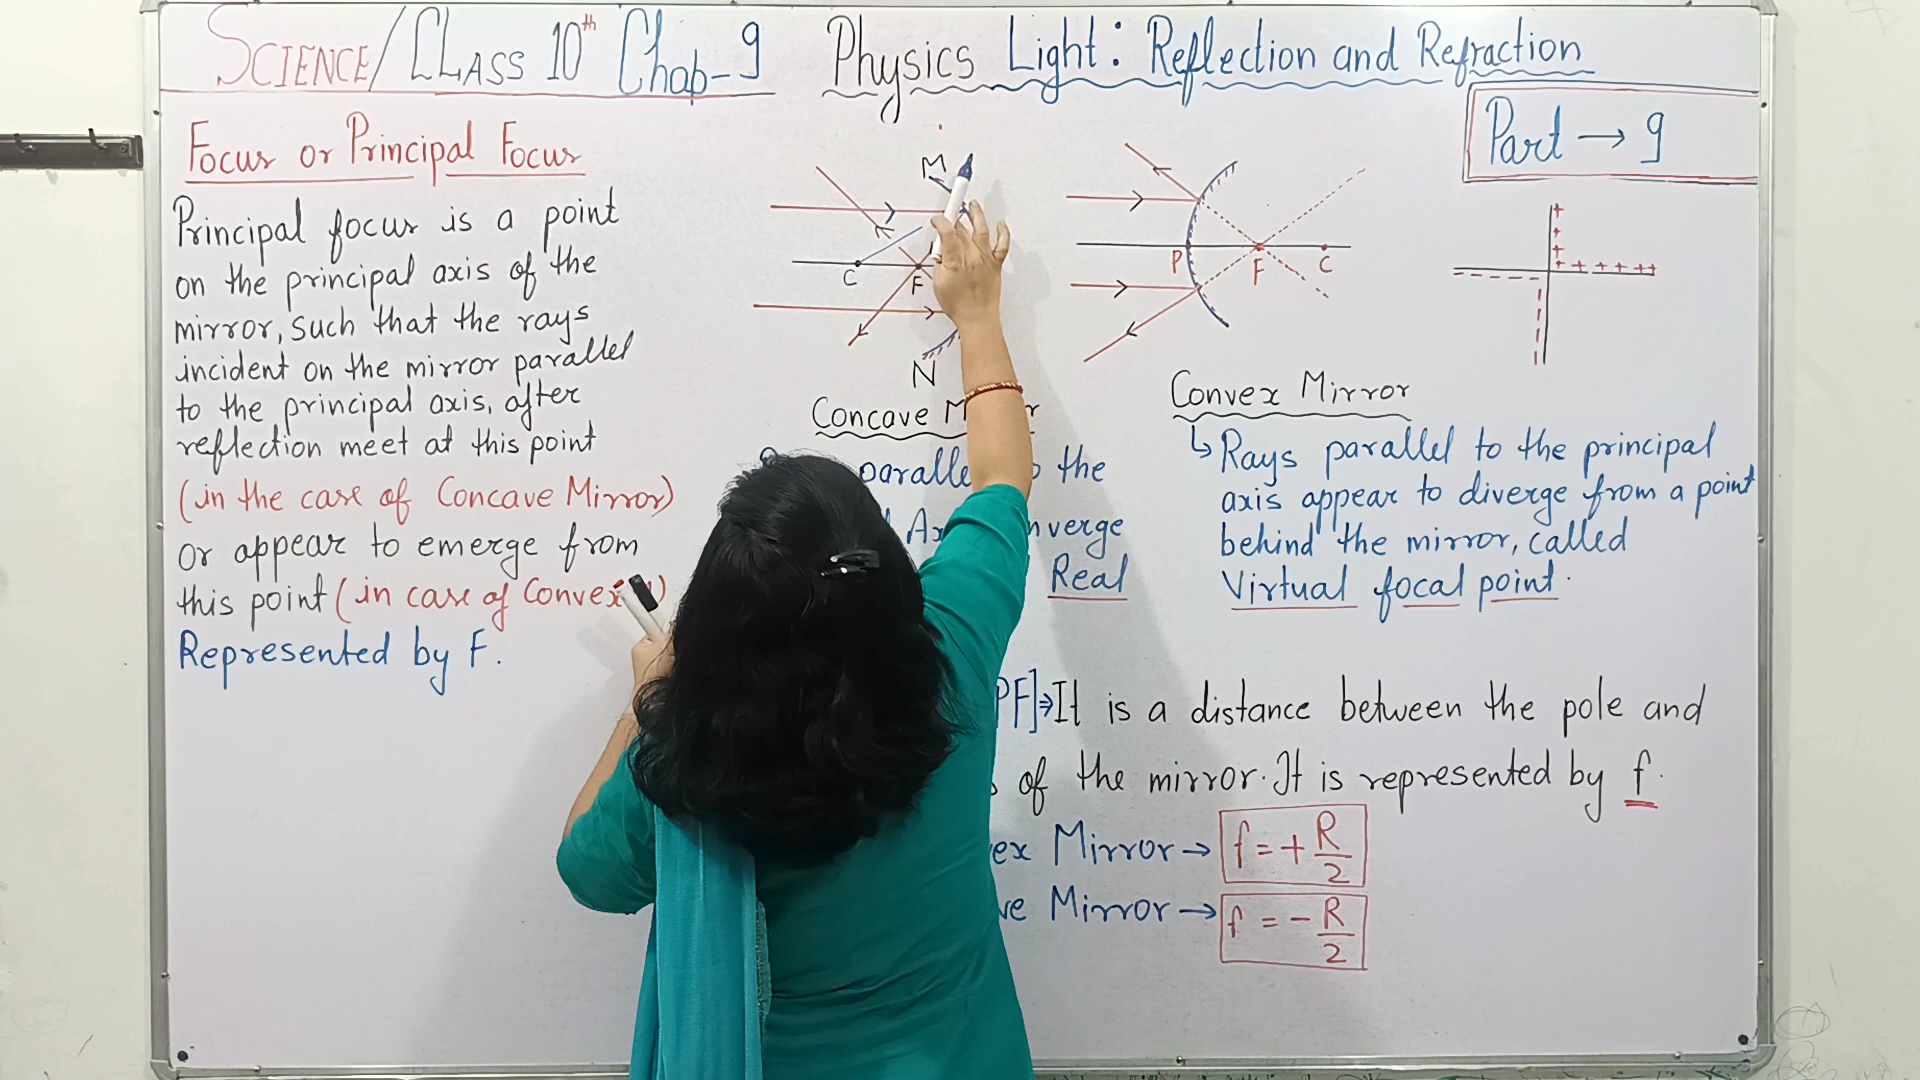 SCIENCE/CLASS 10th Chap-9 Physics Light: Reflection and Refraction
Part → 9
Focus or Principal Focus
Principal focus is a point
on the principal axis of the
mirror, such that the rays
incident on the mirror parallel
to the principal axis, after
reflection meet at this point
(in the case of Concave Mirror)
or appear to emerge from
this point (in case of Convex
Represented by F.
M
C F
N
Concave
parallel the
Real
P F C
Convex Mirror
↳ Rays parallel to the principal
axis appear to diverge from a point
behind the mirror, called
Virtual focal point.
+
+
+
+ + + + +
- - - - - -
PF]⇒ It is a distance between the pole and
of the mirror. It is represented by f.
Mirror → f = + R/2
Mirror → f = - R/2